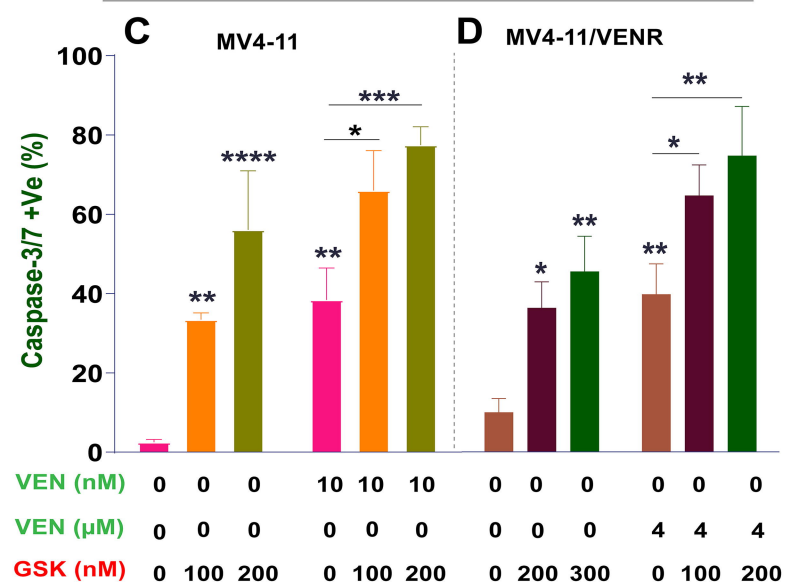 C
MV4-11
D
MV4-11/VENR
Caspase-3/7 +Ve (%)
100
80
60
40
20
0
****
**
**
*
***
*
**
**
*
**
VEN (nM) 0 0 0 10 10 10 0 0 0 0 0 0
VEN (μM) 0 0 0 0 0 0 0 0 0 4 4 4
GSK (nM) 0 100 200 0 100 200 0 200 300 0 100 200